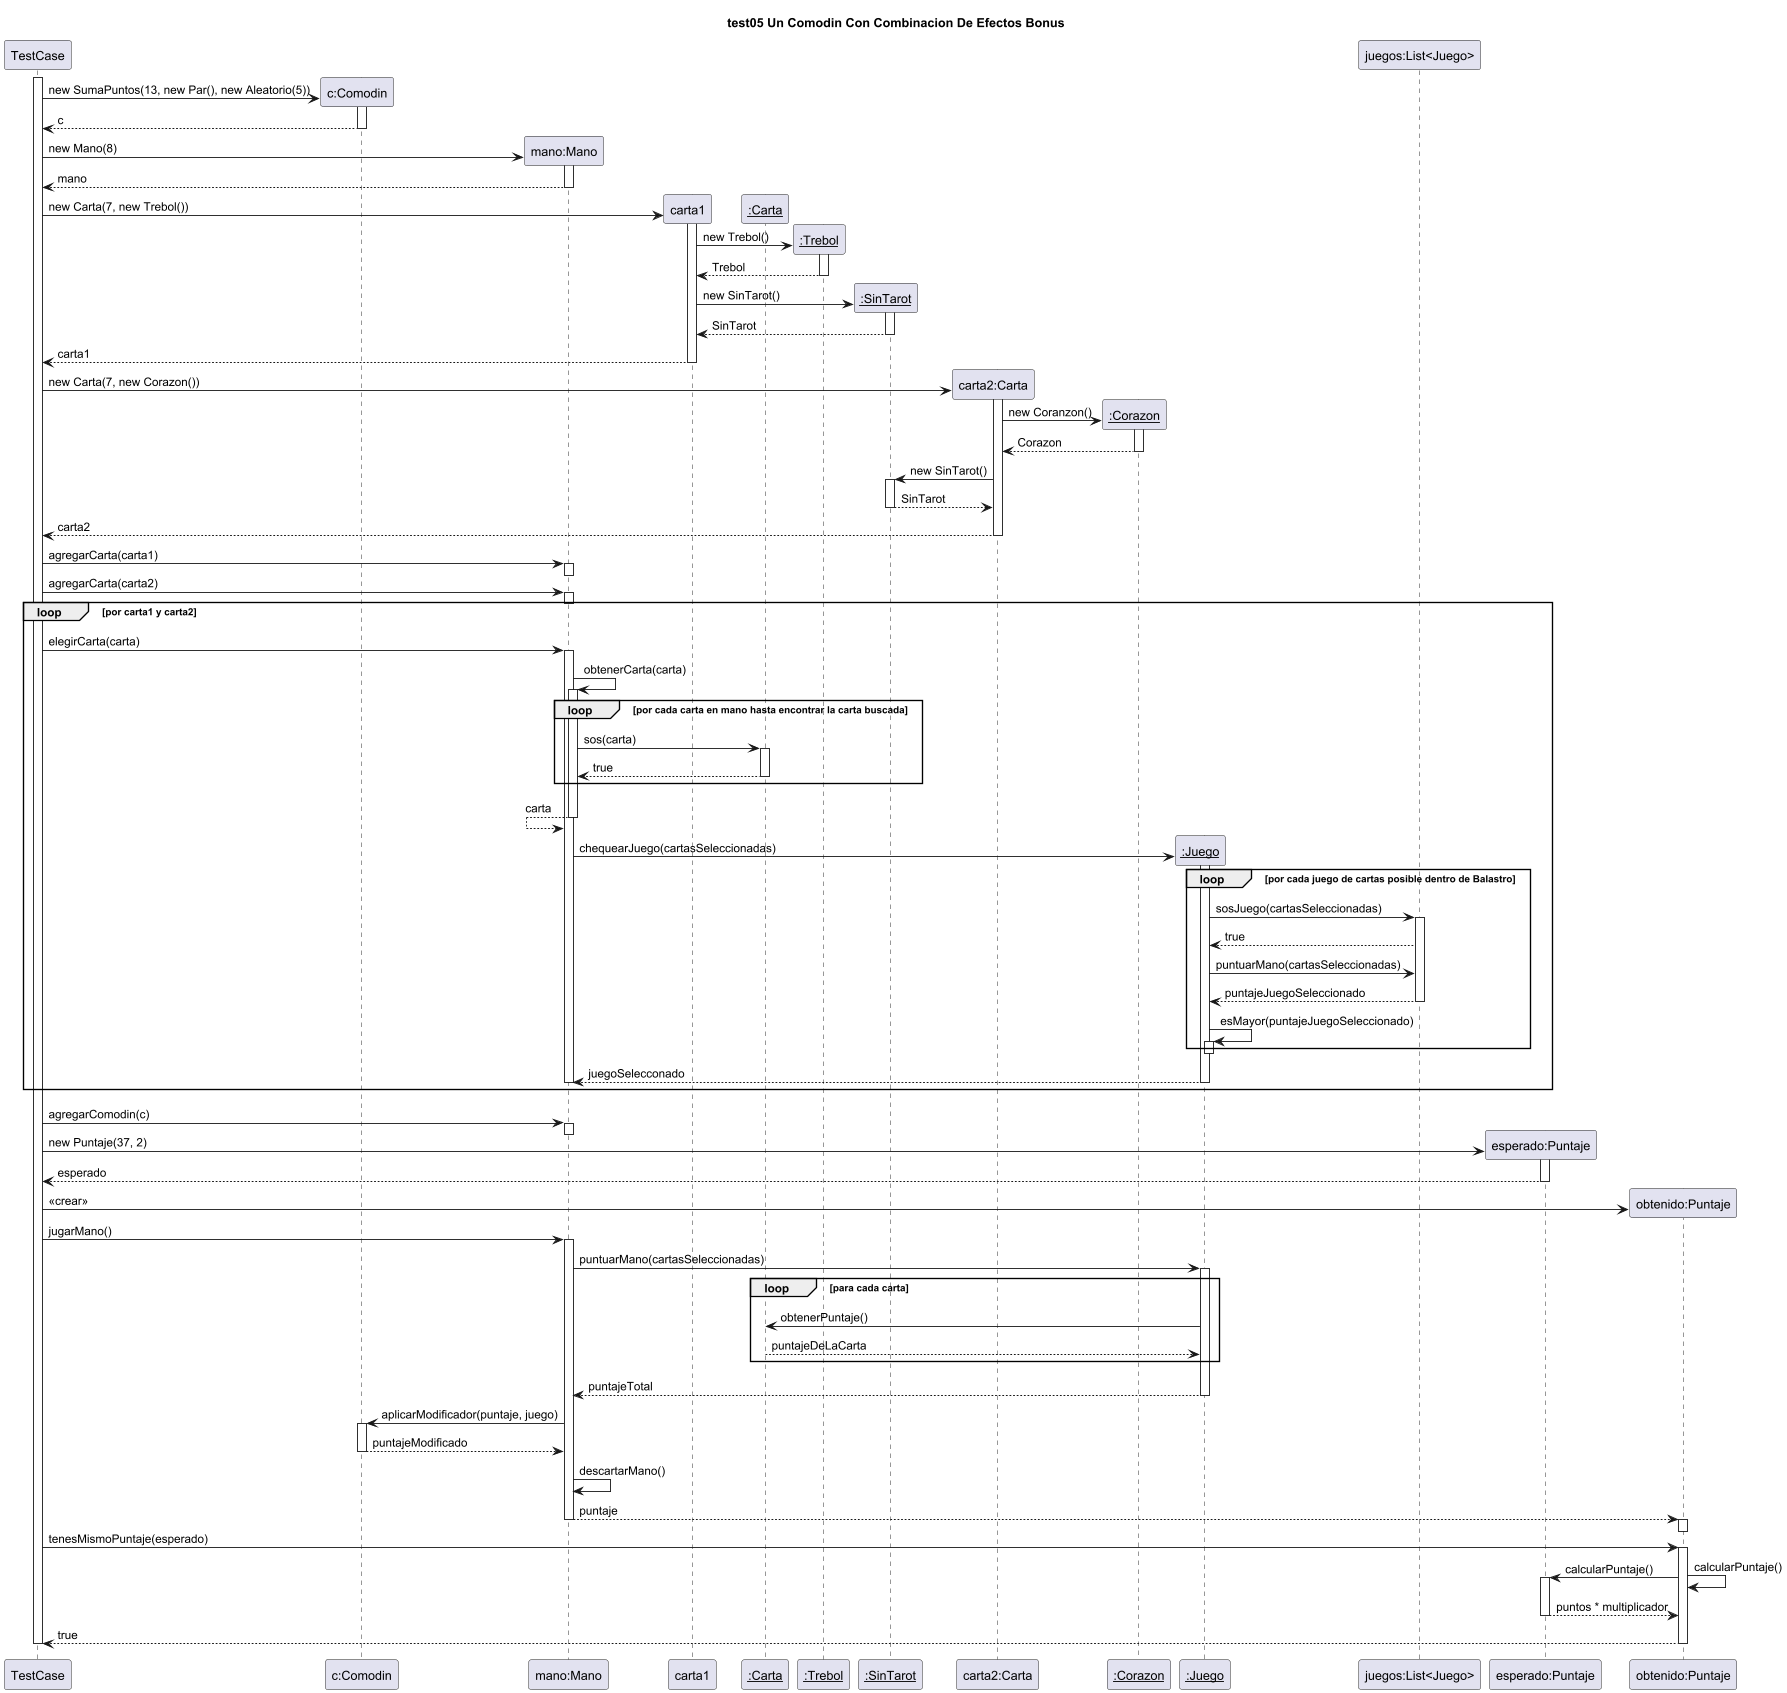 test05 Un Comodin Con Combinacion De Efectos Bonus
TestCase
juegos:List<Juego>
new SumaPuntos(13, new Par(), new Aleatorio(5))
c:Comodin
c
new Mano(8)
mano:Mano
mano
new Carta(7, new Trebol())
carta1
:Carta
new Trebol()
:Trebol
Trebol
new SinTarot()
:SinTarot
SinTarot
carta1
new Carta(7, new Corazon())
carta2:Carta
new Coranzon()
:Corazon
Corazon
new SinTarot()
SinTarot
carta2
agregarCarta(carta1)
agregarCarta(carta2)
loop [por carta1 y carta2]
elegirCarta(carta)
obtenerCarta(carta)
loop [por cada carta en mano hasta encontrar la carta buscada]
sos(carta)
true
carta
chequearJuego(cartasSeleccionadas)
:Juego
loop [por cada juego de cartas posible dentro de Balastro]
sosJuego(cartasSeleccionadas)
true
puntuarMano(cartasSeleccionadas)
puntajeJuegoSeleccionado
esMayor(puntajeJuegoSeleccionado)
juegoSelecconado
agregarComodin(c)
new Puntaje(37, 2)
esperado:Puntaje
esperado
«crear»
obtenido:Puntaje
jugarMano()
puntuarMano(cartasSeleccionadas)
loop [para cada carta]
obtenerPuntaje()
puntajeDeLaCarta
puntajeTotal
aplicarModificador(puntaje, juego)
puntajeModificado
descartarMano()
puntaje
tenesMismoPuntaje(esperado)
calcularPuntaje()
calcularPuntaje()
puntos * multiplicador
true
TestCase
c:Comodin
mano:Mano
carta1
:Carta
:Trebol
:SinTarot
carta2:Carta
:Corazon
:Juego
juegos:List<Juego>
esperado:Puntaje
obtenido:Puntaje